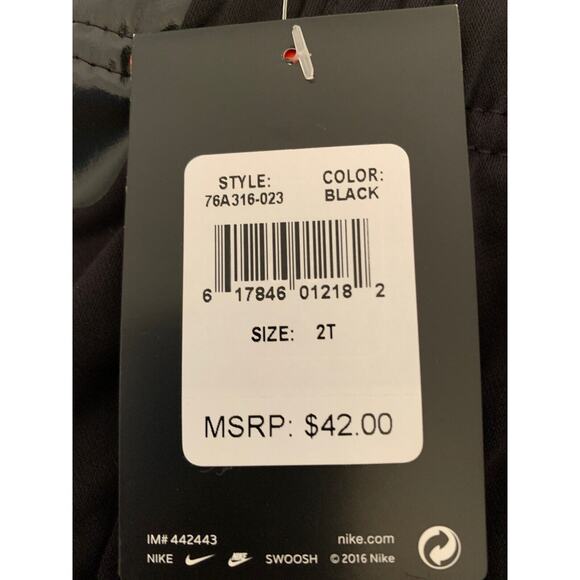 STYLE: COLOR:
76A316-023 BLACK
6 17846 01218 2
SIZE: 2T
MSRP: $42.00
IM# 442443 nike.com
NIKE SWOOSH © 2016 Nike